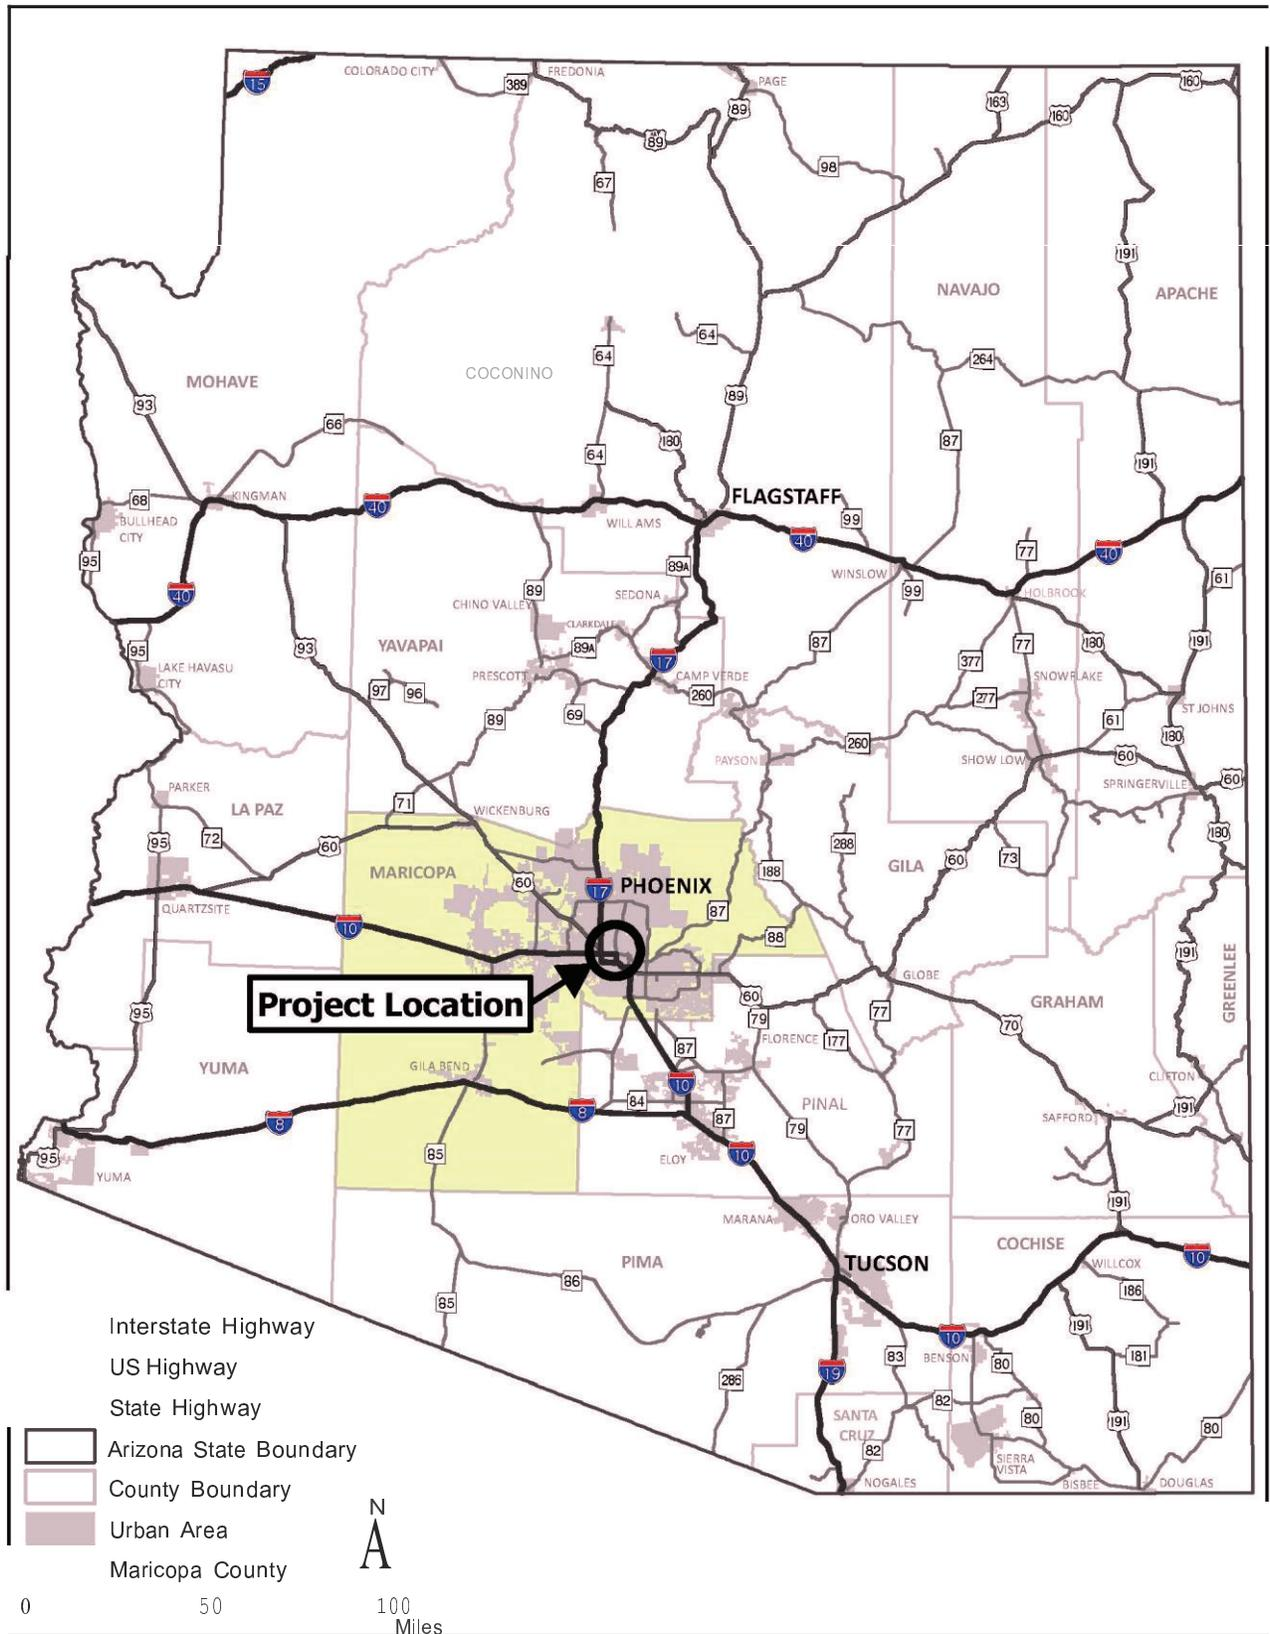 COLORADO CITY
FREDONIA
PAGE
15
389
89
163
160
160
ALT
89
98
67
191
NAVAJO
APACHE
64
64
264
COCONINO
MOHAVE
93
89
66
180
87
64
191
68
KINGMAN
40
FLAGSTAFF
BULLHEAD
CITY
WILL AMS
99
40
77
40
95
89A
WINSLOW
61
40
89
SEDONA
99
HOLBROOK
CHINO VALLEY
CLARKDALE
93
YAVAPAI
89A
87
77
180
191
95
17
377
LAKE HAVASU
CITY
PRESCOTT
CAMP VERDE
SNOWFLAKE
97
96
260
277
89
69
61
ST JOHNS
180
260
PAYSON
SHOW LOW
60
SPRINGERVILLE
60
PARKER
LA PAZ
71
WICKENBURG
95
72
60
288
180
MARICOPA
188
GILA
60
73
60
17
PHOENIX
QUARTZSITE
87
10
88
191
GREENLEE
Project Location
60
GLOBE
GRAHAM
95
79
77
70
FLORENCE
177
87
YUMA
GILA BEND
CLIFTON
10
84
PINAL
191
8
8
87
SAFFORD
79
77
95
85
ELOY
10
YUMA
191
MARANA
ORO VALLEY
COCHISE
PIMA
TUCSON
WILLCOX
10
86
186
85
191
10
83
BENSON
80
181
19
286
82
80
191
80
SANTA
CRUZ
82
SIERRA
VISTA
NOGALES
BISBEE
DOUGLAS
Interstate Highway
US Highway
State Highway
Arizona State Boundary
County Boundary
Urban Area
Maricopa County
N
A
0 50 100
Miles